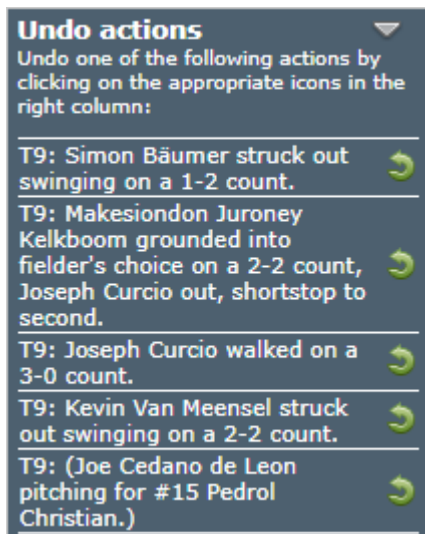 Undo actions
Undo one of the following actions by
clicking on the appropriate icons in the
right column:
T9: Simon Bäumer struck out
swinging on a 1-2 count.
T9: Makesiondon Juroney
Kelkboom grounded into
fielder's choice on a 2-2 count,
Joseph Curcio out, shortstop to
second.
T9: Joseph Curcio walked on a
3-0 count.
T9: Kevin Van Meensel struck
out swinging on a 2-2 count.
T9: (Joe Cedano de Leon
pitching for #15 Pedrol
Christian.)